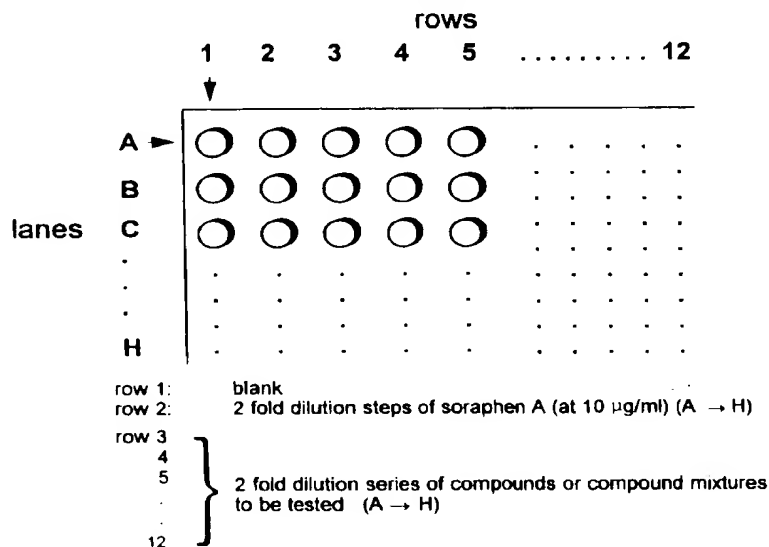 rows
1 2 3 4 5 . . . . . . . . . 12
A
B
lanes C
.
.
.
H
row 1: blank
row 2: 2 fold dilution steps of soraphen A (at 10 µg/ml) (A → H)
row 3
4
5 2 fold dilution series of compounds or compound mixtures
. to be tested (A → H)
.
12